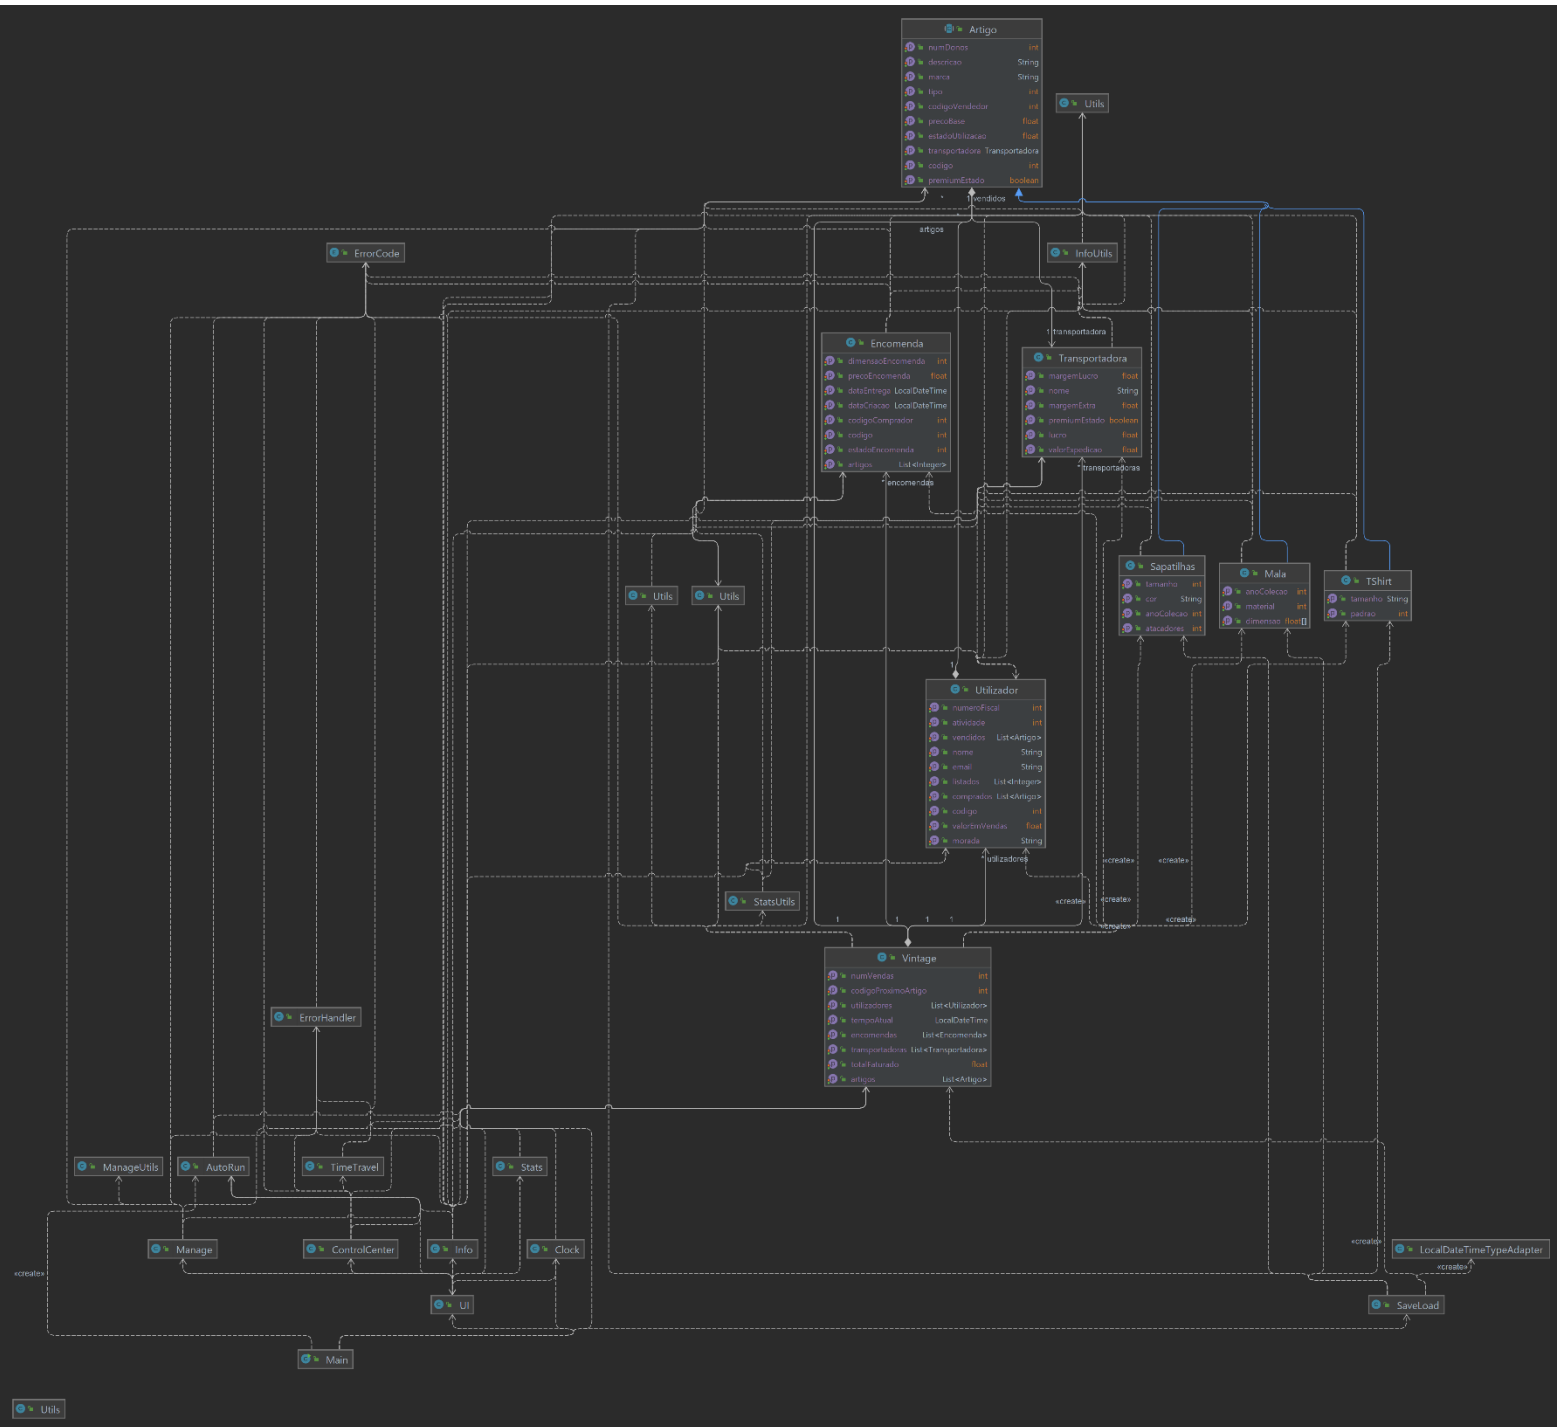 Artigo
numDonos int
descricao String
marca String
tipo int
codigoVendedor int
precoBase float
estadoUtilizacao float
transportadora Transportadora
codigo int
premiumEstado boolean
Utils
* 1 vendidos
artigos
ErrorCode
InfoUtils
1 transportadora
Encomenda
dimensaoEncomenda int
precoEncomenda float
dataEntrega LocalDateTime
dataCriacao LocalDateTime
codigoComprador int
codigo int
estadoEncomenda int
artigos List<Integer>
* encomendas
Transportadora
margemLucro float
nome String
margemExtra float
premiumEstado boolean
lucro float
valorExpedicao float
* transportadoras
Sapatilhas
tamanho int
cor String
anoColecao int
atacadores int
Mala
anoColecao int
material int
dimensao float[]
TShirt
tamanho String
padrao int
Utils
Utils
1
Utilizador
numeroFiscal int
atividade int
vendidos List<Artigo>
nome String
email String
listados List<Integer>
comprados List<Artigo>
codigo int
valorEmVendas float
morada String
* utilizadores
«create»
«create»
StatsUtils
«create»
«create»
1 1 1 1
«create»
«create»
Vintage
numVendas int
codigoProximoArtigo int
utilizadores List<Utilizador>
tempoAtual LocalDateTime
encomendas List<Encomenda>
transportadoras List<Transportadora>
totalFaturado float
artigos List<Artigo>
ErrorHandler
ManageUtils
AutoRun
TimeTravel
Stats
Manage
ControlCenter
Info
Clock
«create»
LocalDateTimeTypeAdapter
«create»
«create»
UI
SaveLoad
Main
Utils